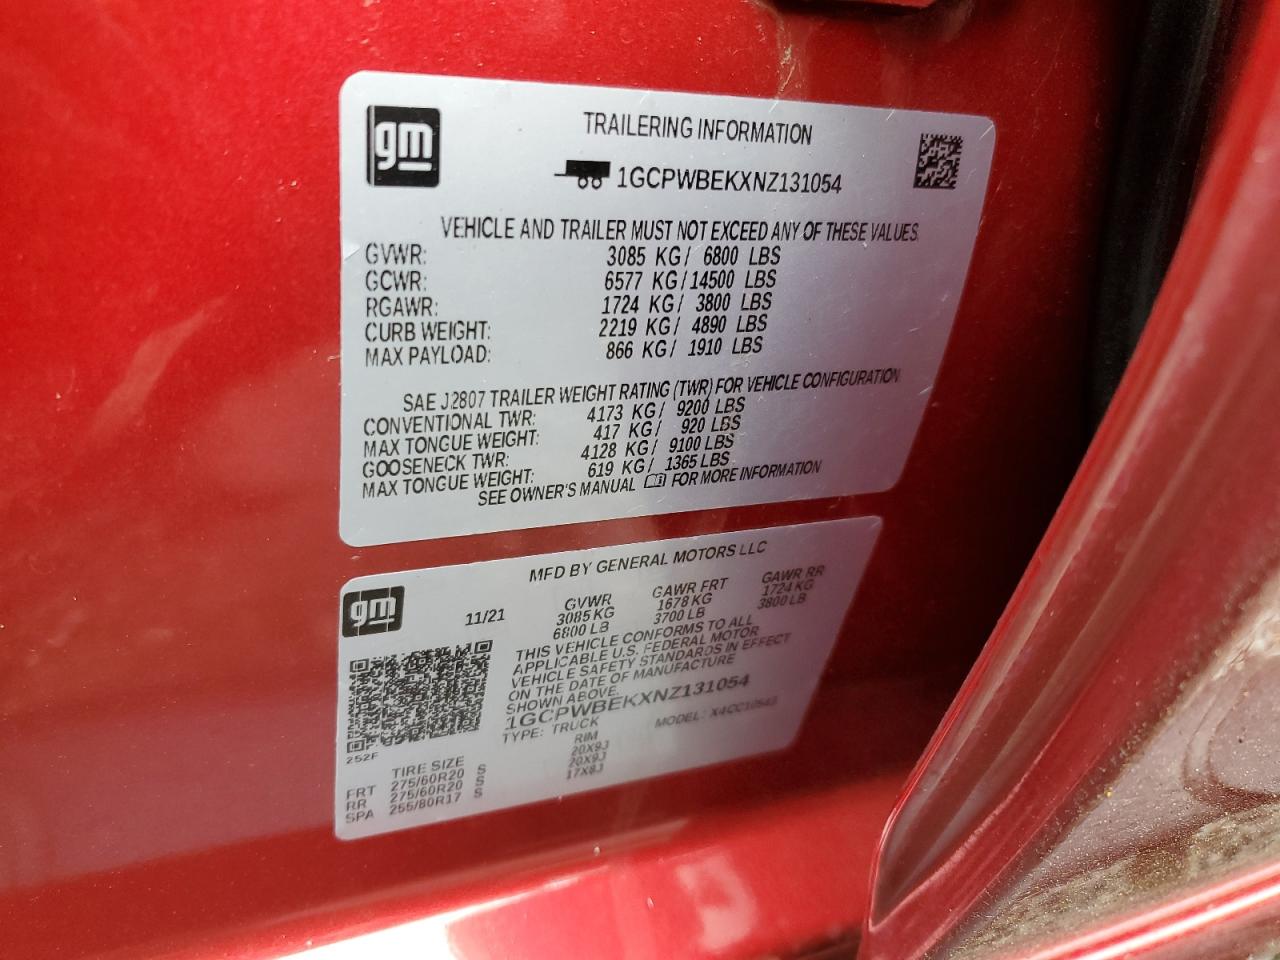 gm
TRAILERING INFORMATION
1GCPWBEKXNZ131054
VEHICLE AND TRAILER MUST NOT EXCEED ANY OF THESE VALUES.
GVWR: 3085 KG/ 6800 LBS
GCWR: 6577 KG/14500 LBS
RGAWR: 1724 KG/ 3800 LBS
CURB WEIGHT: 2219 KG/ 4890 LBS
MAX PAYLOAD: 866 KG/ 1910 LBS
SAE J2807 TRAILER WEIGHT RATING (TWR) FOR VEHICLE CONFIGURATION
CONVENTIONAL TWR: 4173 KG/ 9200 LBS
MAX TONGUE WEIGHT: 417 KG/ 920 LBS
GOOSENECK TWR: 4128 KG/ 9100 LBS
MAX TONGUE WEIGHT: 619 KG/ 1365 LBS
SEE OWNER'S MANUAL FOR MORE INFORMATION
MFD BY GENERAL MOTORS LLC
gm
11/21
GVWR GAWR FRT GAWR RR
3085 KG 1678 KG 1724 KG
6800 LB 3700 LB 3800 LB
THIS VEHICLE CONFORMS TO ALL
APPLICABLE U.S. FEDERAL MOTOR
VEHICLE SAFETY STANDARDS IN EFFECT
ON THE DATE OF MANUFACTURE
SHOWN ABOVE.
1GCPWBEKXNZ131054
TYPE: TRUCK MODEL: X4CC10543
252F
TIRE SIZE RIM
FRT 275/60R20 S 20X9J
RR 275/60R20 S 20X9J
SPA 255/80R17 S 17X8J